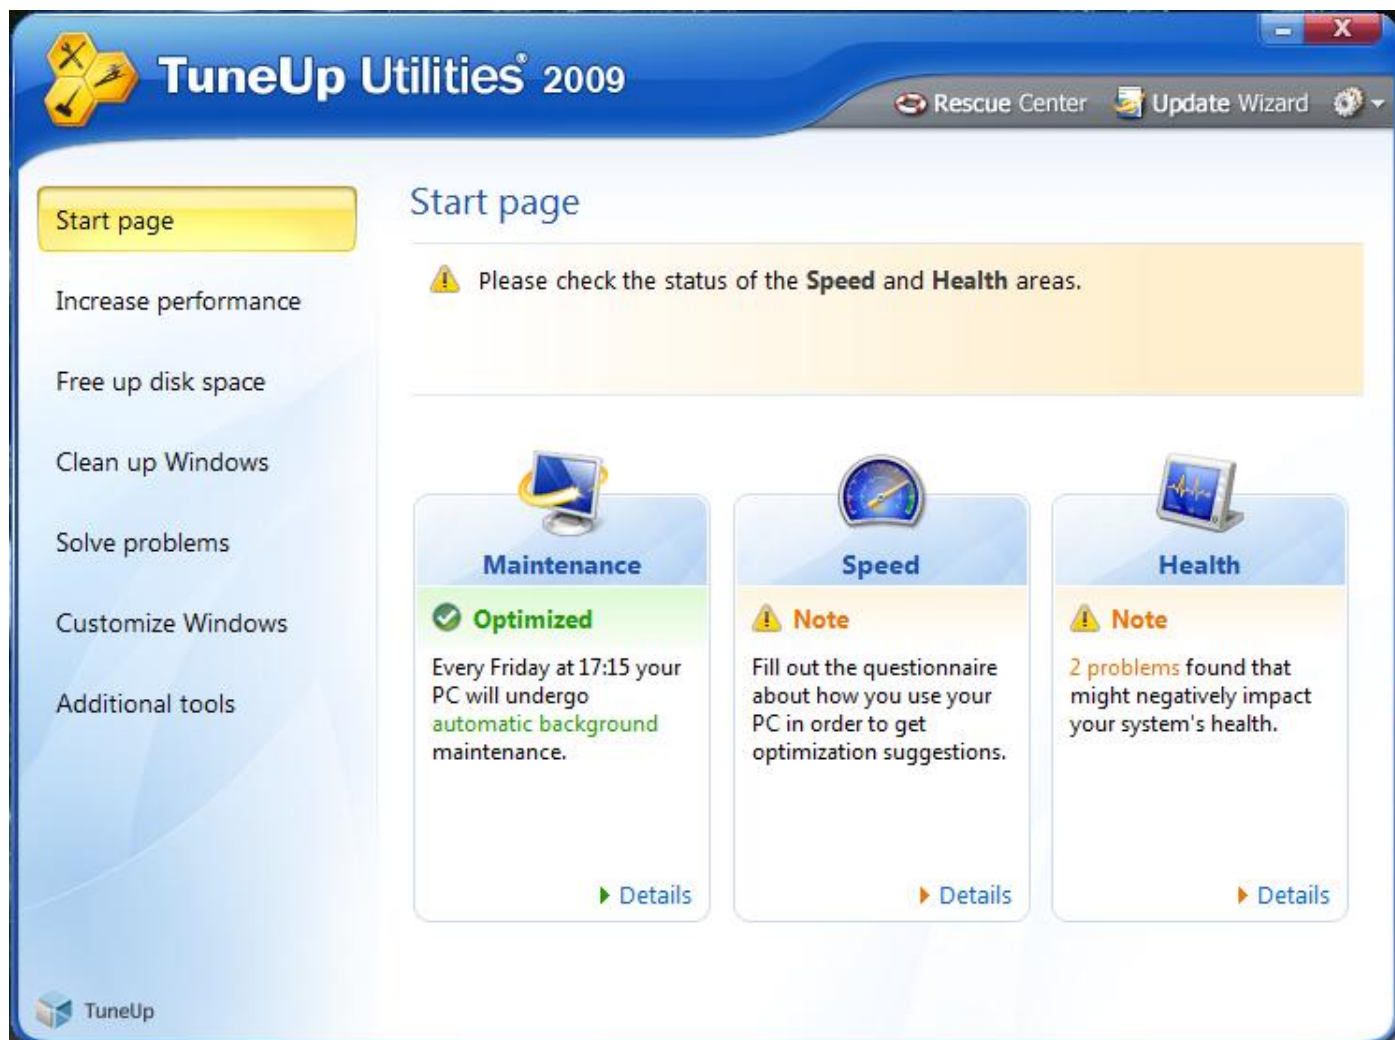 TuneUp Utilities® 2009
X
Rescue Center Update Wizard
Start page
Increase performance
Free up disk space
Clean up Windows
Solve problems
Customize Windows
Additional tools
TuneUp
Start page
Please check the status of the Speed and Health areas.
Maintenance
Optimized
Every Friday at 17:15 your
PC will undergo
automatic background
maintenance.
Details
Speed
Note
Fill out the questionnaire
about how you use your
PC in order to get
optimization suggestions.
Details
Health
Note
2 problems found that
might negatively impact
your system's health.
Details